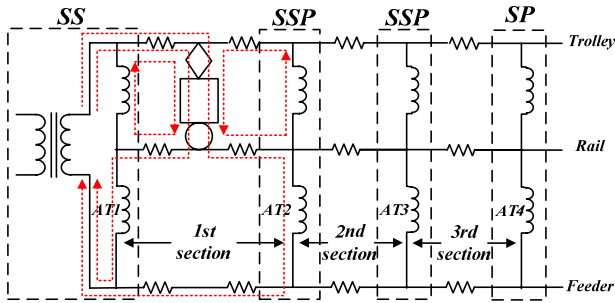 SS
SSP
SSP
SP
Trolley
Rail
AT1
AT2
AT3
AT4
1st
section
2nd
section
3rd
section
Feeder